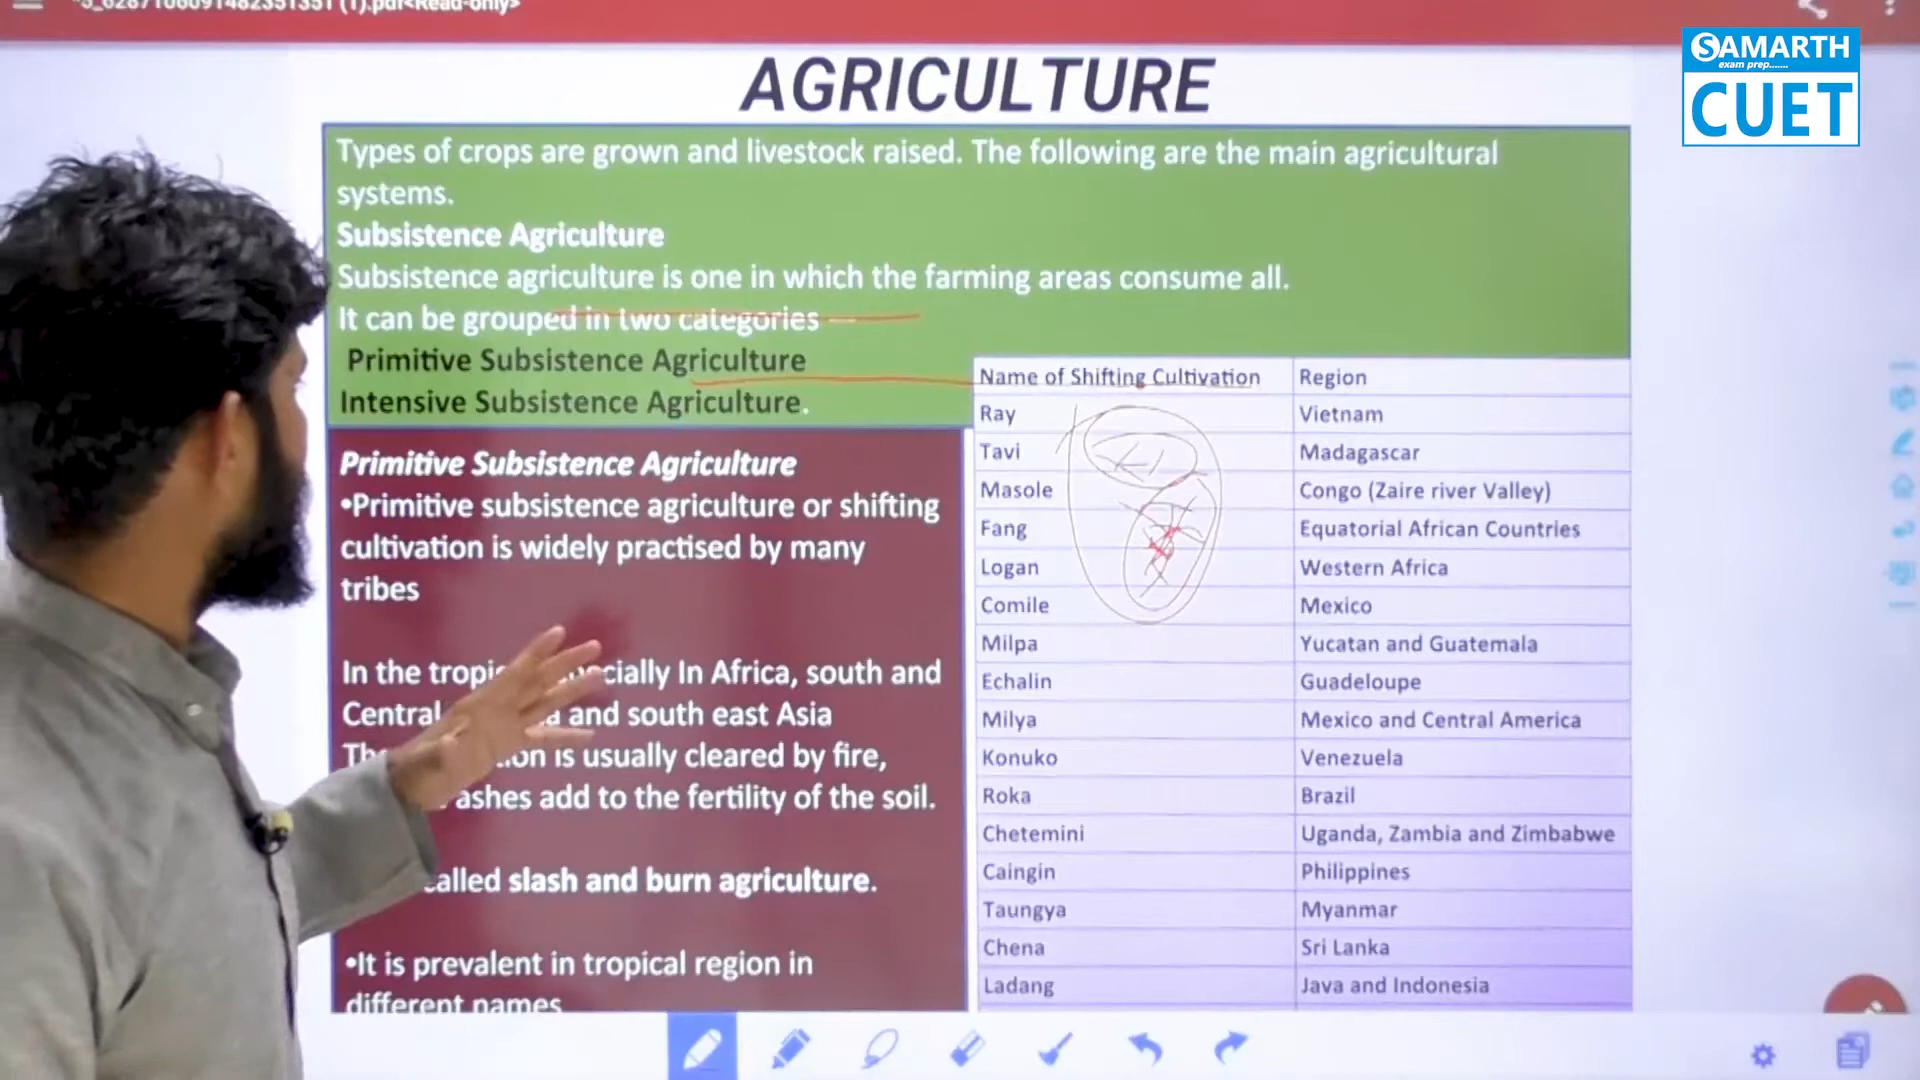 (1).pdf<Read-only>
SAMARTH
exam prep.......
CUET
AGRICULTURE
Types of crops are grown and livestock raised. The following are the main agricultural
systems.
Subsistence Agriculture
Subsistence agriculture is one in which the farming areas consume all.
It can be grouped in two categories —
Primitive Subsistence Agriculture
Intensive Subsistence Agriculture.
Primitive Subsistence Agriculture
•Primitive subsistence agriculture or shifting
cultivation is widely practised by many
tribes
In the cially In Africa, south and
Central and south east Asia
is usually cleared by fire,
ashes add to the fertility of the soil.
called slash and burn agriculture.
•It is prevalent in tropical region in
different names
Name of Shifting Cultivation Region
Ray Vietnam
Tavi Madagascar
Masole Congo (Zaire river Valley)
Fang Equatorial African Countries
Logan Western Africa
Comile Mexico
Milpa Yucatan and Guatemala
Echalin Guadeloupe
Milya Mexico and Central America
Konuko Venezuela
Roka Brazil
Chetemini Uganda, Zambia and Zimbabwe
Caingin Philippines
Taungya Myanmar
Chena Sri Lanka
Ladang Java and Indonesia